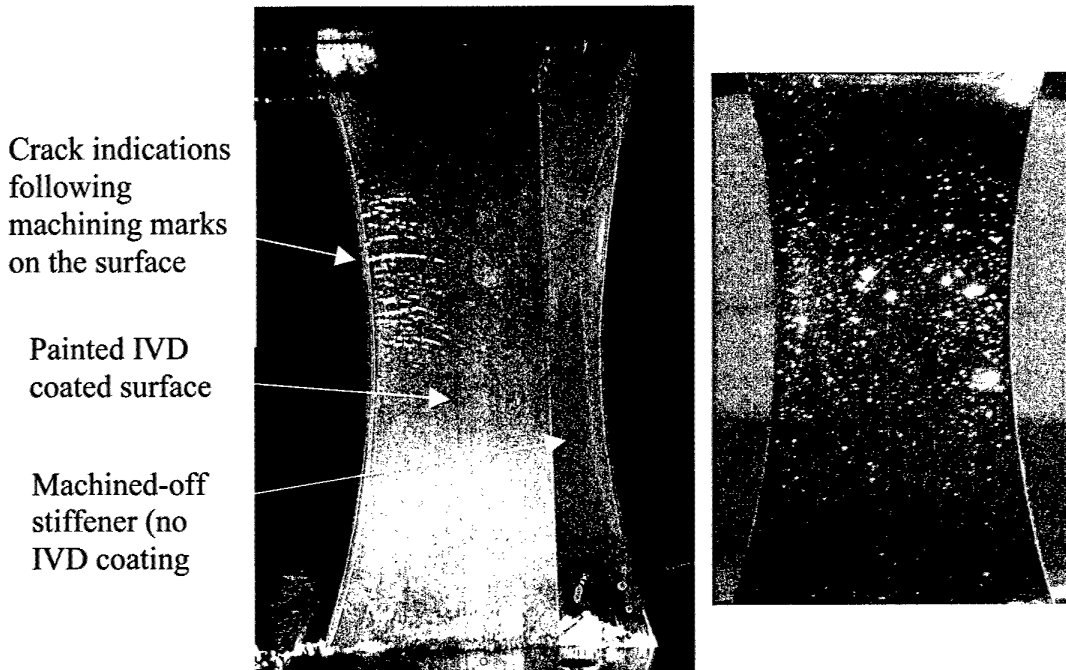 Crack indications
following
machining marks
on the surface
Painted IVD
coated surface
Machined-off
stiffener (no
IVD coating